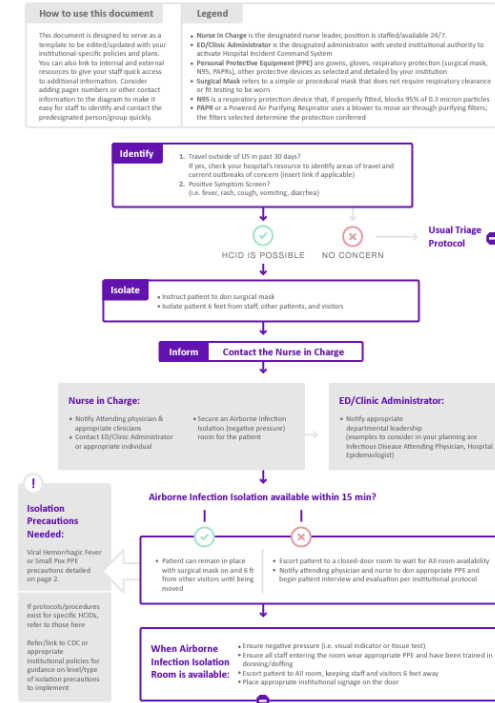 How to use this document
This document is designed to serve as a
template to be edited/updated with your
institutional-specific policies and plans.
You can also link to internal and external
resources to give your staff quick access
to additional information. Consider
adding pager numbers or other contact
information to the diagram to make it
easy for staff to identify and contact the
predesignated person/group quickly.
Legend
• Nurse In Charge is the designated nurse leader, position is staffed/available 24/7.
• ED/Clinic Administrator is the designated administrator with vested institutional authority to
activate Hospital Incident Command System
• Personal Protective Equipment (PPE) are gowns, gloves, respiratory protection (surgical mask,
N95, PAPRs), other protective devices as selected and detailed by your institution
• Surgical Mask refers to a simple or procedural mask that does not require respiratory clearance
or fit testing to be worn
• N95 is a respiratory protection device that, if properly fitted, blocks 95% of 0.3 micron particles
• PAPR or a Powered Air Purifying Respirator uses a blower to move air through purifying filters;
the filters selected determine the protection conferred
Identify
1. Travel outside of US in past 30 days?
If yes, check your hospital's resource to identify areas of travel and
current outbreaks of concern (insert link if applicable)
2. Positive Symptom Screen?
(i.e. fever, rash, cough, vomiting, diarrhea)
HCID IS POSSIBLE
NO CONCERN
Usual Triage
Protocol
Isolate
• Instruct patient to don surgical mask
• Isolate patient 6 feet from staff, other patients, and visitors
Inform
Contact the Nurse in Charge
Nurse in Charge:
• Notify Attending physician &
appropriate clinicians
• Contact ED/Clinic Administrator
or appropriate individual
• Secure an Airborne Infection
Isolation (negative pressure)
room for the patient
ED/Clinic Administrator:
• Notify appropriate
departmental leadership
(examples to consider in your planning are
Infectious Disease Attending Physician, Hospital
Epidemiologist)
!
Isolation
Precautions
Needed:
Viral Hemorrhagic Fever
or Small Pox PPE
precautions detailed
on page 2.
If protocols/procedures
exist for specific HCIDs,
refer to those here
Refer/link to CDC or
appropriate
institutional policies for
guidance on level/type
of isolation precautions
to implement
Airborne Infection Isolation available within 15 min?
• Patient can remain in place
with surgical mask on and 6 ft
from other visitors until being
moved
• Escort patient to a closed-door room to wait for AII room availability
• Notify attending physician and nurse to don appropriate PPE and
begin patient interview and evaluation per institutional protocol
When Airborne
Infection Isolation
Room is available:
• Ensure negative pressure (i.e. visual indicator or tissue test)
• Ensure all staff entering the room wear appropriate PPE and have been trained in
donning/doffing
• Escort patient to AII room, keeping staff and visitors 6 feet away
• Place appropriate institutional signage on the door